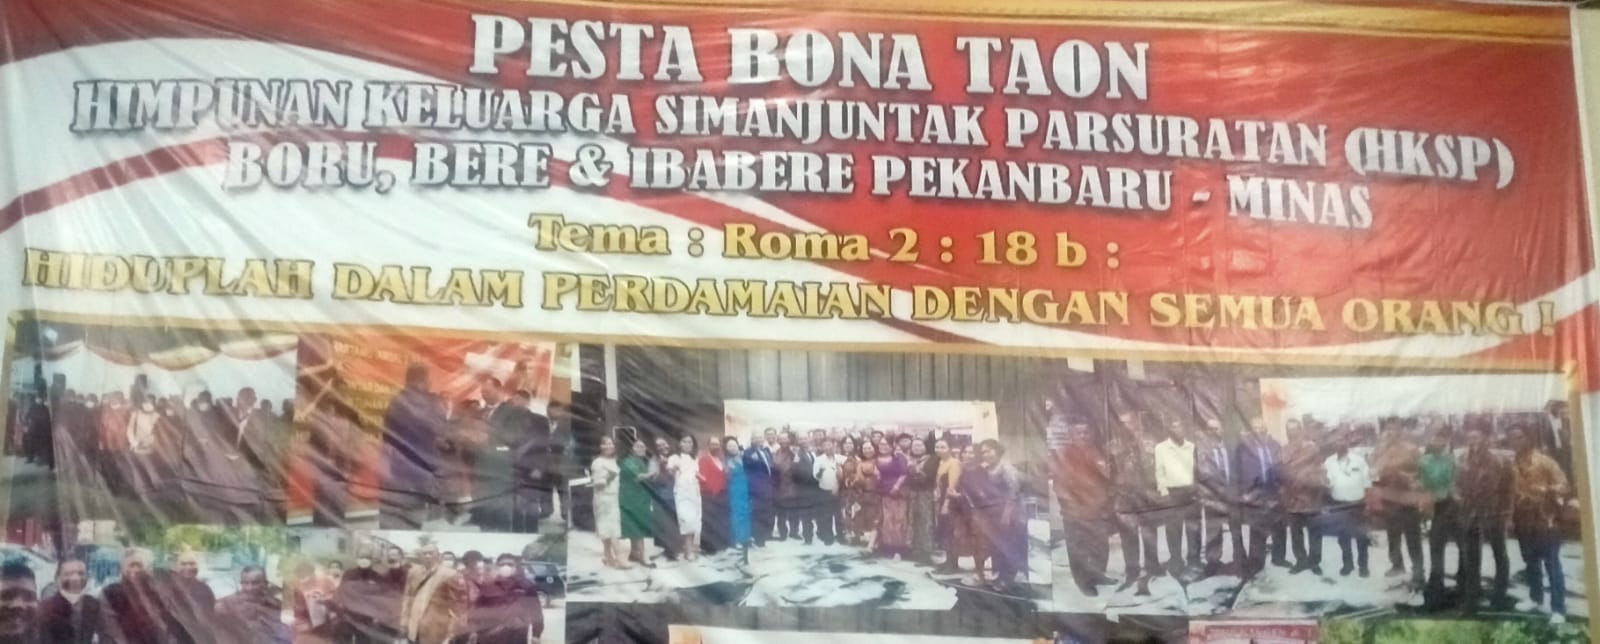 PESTA BONA TAON
HIMPUNAN KELUARGA SIMANJUNTAK PARSURATAN (HKSP)
BORU, BERE & IBABERE PEKANBARU - MINAS
Tema : Roma 2 : 18 b :
HIDUPLAH DALAM PERDAMAIAN DENGAN SEMUA ORANG !